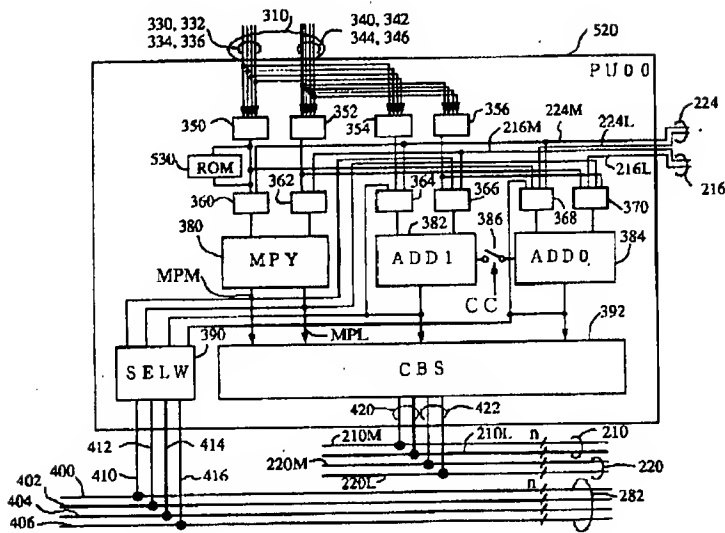 330, 332 310 340, 342
334, 336 344, 346
520
PU00
350 352 354 356
224
224M
224L
216M
216L
216
530 ROM
360 362 364 366 368 370
380 382 386 384
MPY ADD1 ADD0
MPM CC
390 MPL 392
SELW CBS
420 422
412 414 210M n 210L 210
410 416 220M 220
400 220L n
402 282
404
406